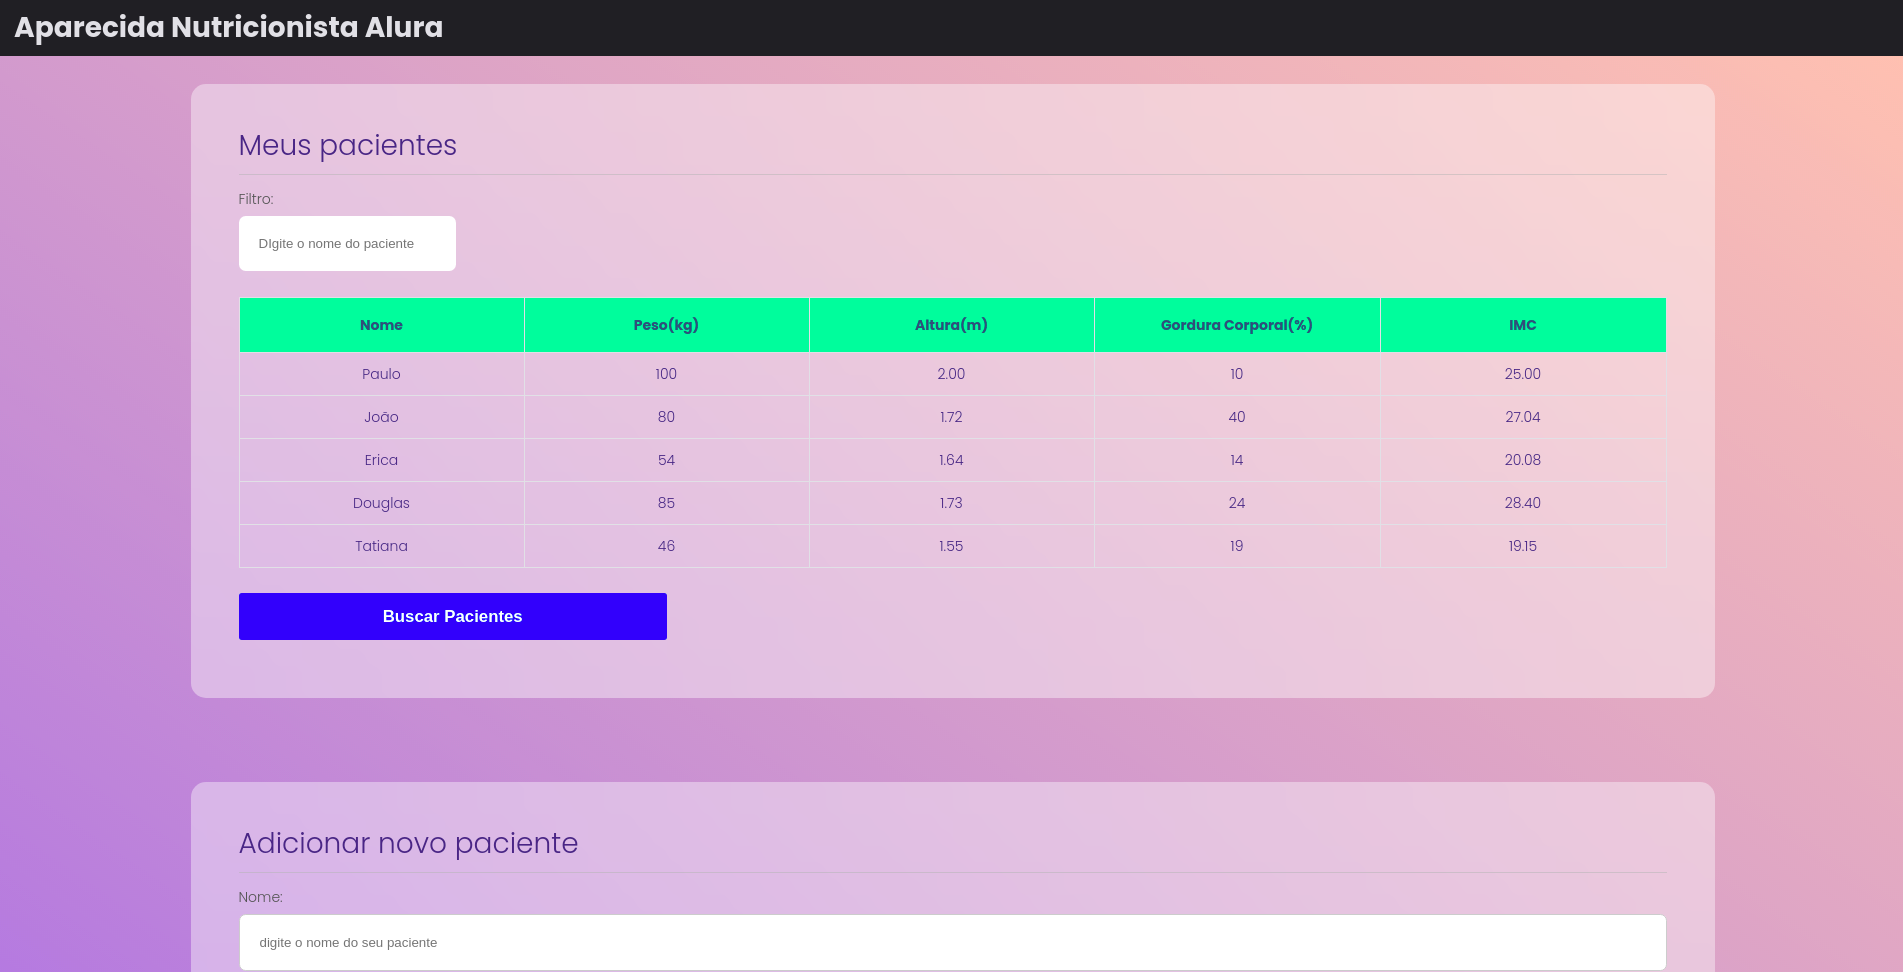 Aparecida Nutricionista Alura
Meus pacientes
Filtro:
DIgite o nome do paciente
Nome Peso(kg) Altura(m) Gordura Corporal(%) IMC
Paulo 100 2.00 10 25.00
João 80 1.72 40 27.04
Erica 54 1.64 14 20.08
Douglas 85 1.73 24 28.40
Tatiana 46 1.55 19 19.15
Buscar Pacientes
Adicionar novo paciente
Nome:
digite o nome do seu paciente